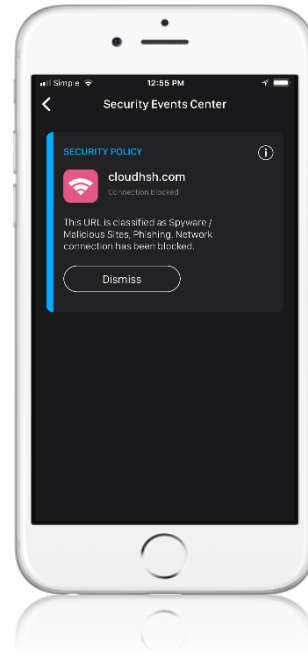 Simple 12:55 PM
Security Events Center
SECURITY POLICY
cloudhsh.com
Connection Blocked
This URL is classified as Spyware /
Malicious Sites, Phishing. Network
connection has been blocked.
Dismiss